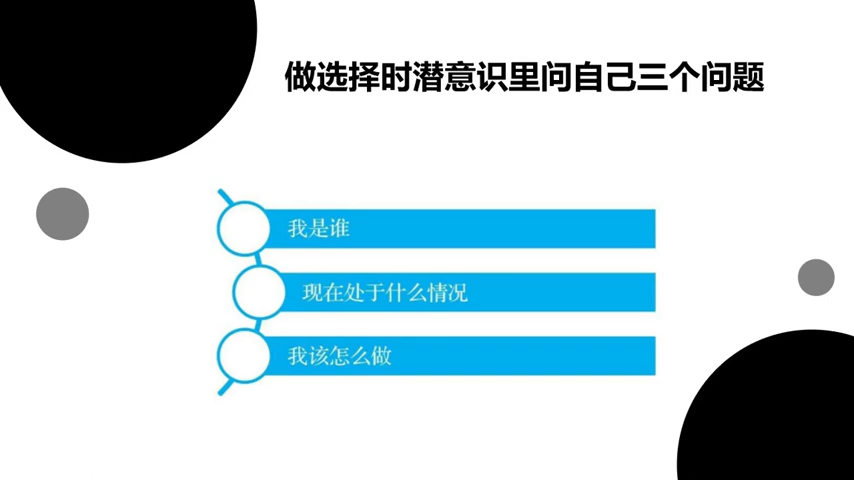 做选择时潜意识里问自己三个问题
我是谁
现在处于什么情况
我该怎么做